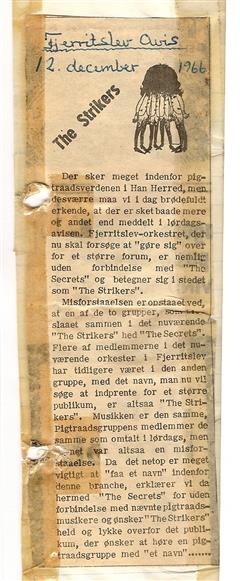 Fjerritslev Avis
12. december 1966
The Strikers
Der sker meget indenfor pig-
traadsverdenen i Han Herred, men
desværre maa vi i dag brødefuldt
erkende, at der er sket baade mere
og andet end meddelt i lørdags-
avisen. Fjerritslev-orkestret, der
nu skal forsøge at "gøre sig" over
for et større forum, er nemlig
uden forbindelse med "The
Secrets" og betegner sig i stedet
som "The Strikers".
Misforstaaelsen er opstaaet ved,
at en af de to grupper,
slaaet sammen i det nuværende
"The Strikers" hed "The Secrets".
Flere af medlemmerne i det nu-
værende orkester i Fjerritslev
har tidligere været i den anden
gruppe, med det navn, man nu vil
søge at indprente for et større
publikum, er altsaa "The Stri-
kers". Musikken er den samme,
Pigtraadsgruppens medlemmer de
samme som omtalt i lørdags, men
net var altsaa en misfor-
staaelse. Da det netop er meget
vigtigt at "faa et navn" indenfor
denne branche, erklærer vi da
hermed "The Secrets" for uden
forbindelse med nævnte pigtraads-
musikere og ønsker "The Strikers"
held og lykke overfor det publi-
kum, der ønsker at høre en pig-
traadsgruppe med "et navn".......